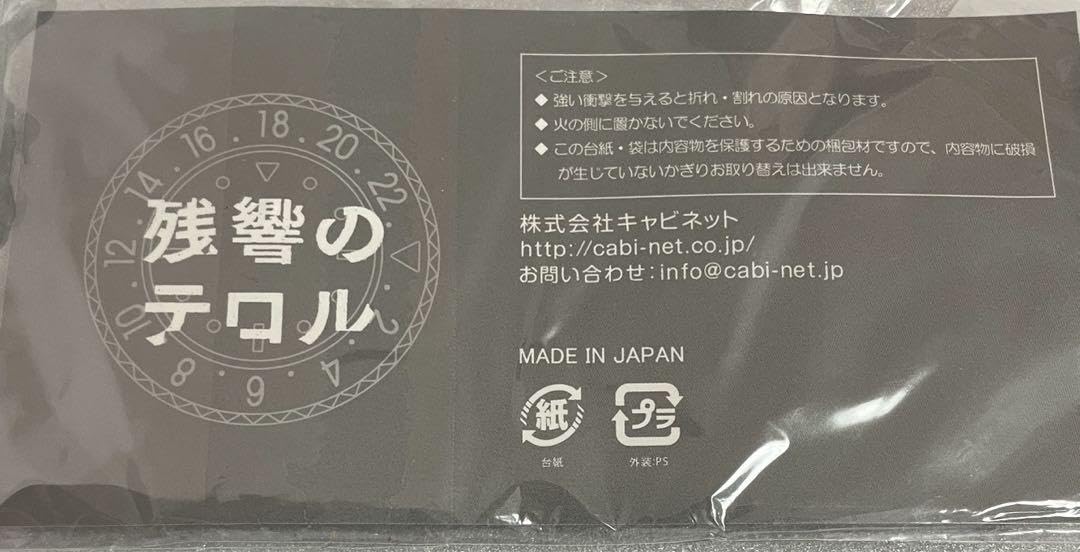 残響の
テロル
18
20
22
2
4
6
8
10
12
14
16
＜ご注意＞
◆ 強い衝撃を与えると折れ・割れの原因となります。
◆ 火の側に置かないでください。
◆ この台紙・袋は内容物を保護するための梱包材ですので、内容物に破損
が生じていないかぎりお取り替えは出来ません。
株式会社キャビネット
http://cabi-net.co.jp/
お問い合わせ：info@cabi-net.jp
MADE IN JAPAN
紙
プラ
台紙
外装:PS